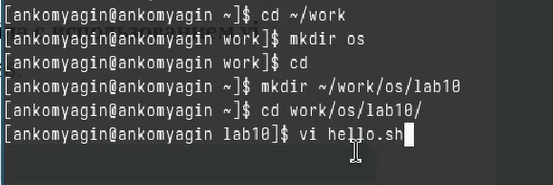 [ankomyagin@ankomyagin ~]$ cd ~/work
[ankomyagin@ankomyagin work]$ mkdir os
[ankomyagin@ankomyagin work]$ cd
[ankomyagin@ankomyagin ~]$ mkdir ~/work/os/lab10
[ankomyagin@ankomyagin ~]$ cd work/os/lab10/
[ankomyagin@ankomyagin lab10]$ vi hello.sh